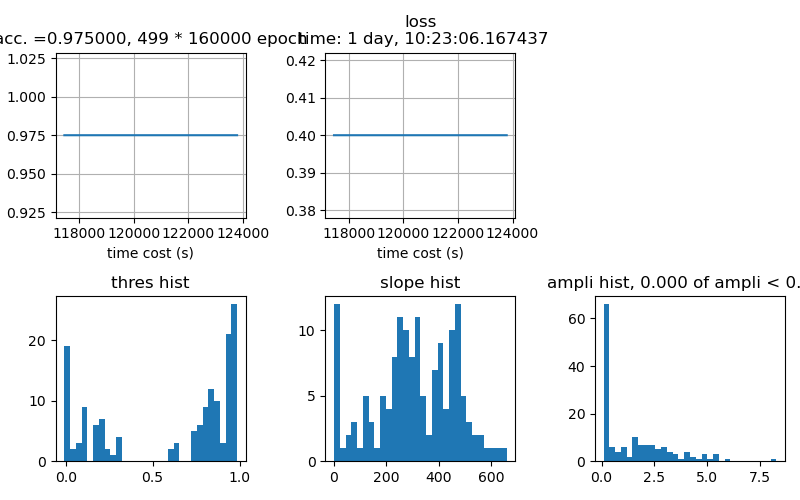 loss
acc. =0.975000, 499 * 160000 epoch
time: 1 day, 10:23:06.167437
1.025
1.000
0.975
0.950
0.925
118000 120000 122000 124000
time cost (s)
0.42
0.41
0.40
0.39
0.38
118000 120000 122000 124000
time cost (s)
thres hist
20
10
0
0.0 0.5 1.0
slope hist
10
5
0
0 200 400 600
ampli hist, 0.000 of ampli < 0.
60
40
20
0
0.0 2.5 5.0 7.5